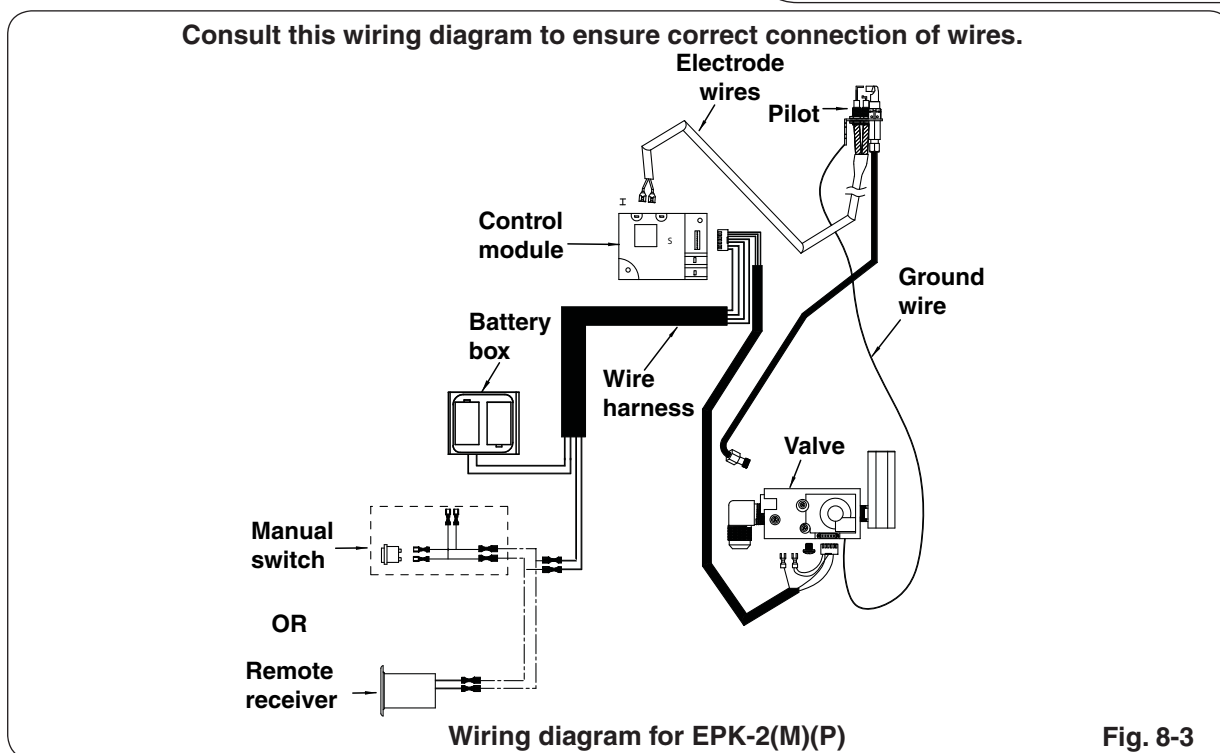 Consult this wiring diagram to ensure correct connection of wires.
Electrode
wires
Pilot
I
Control
module
S
Ground
wire
Battery
box
Wire
harness
Valve
Manual
switch
OR
Remote
receiver
Wiring diagram for EPK-2(M)(P)
Fig. 8-3